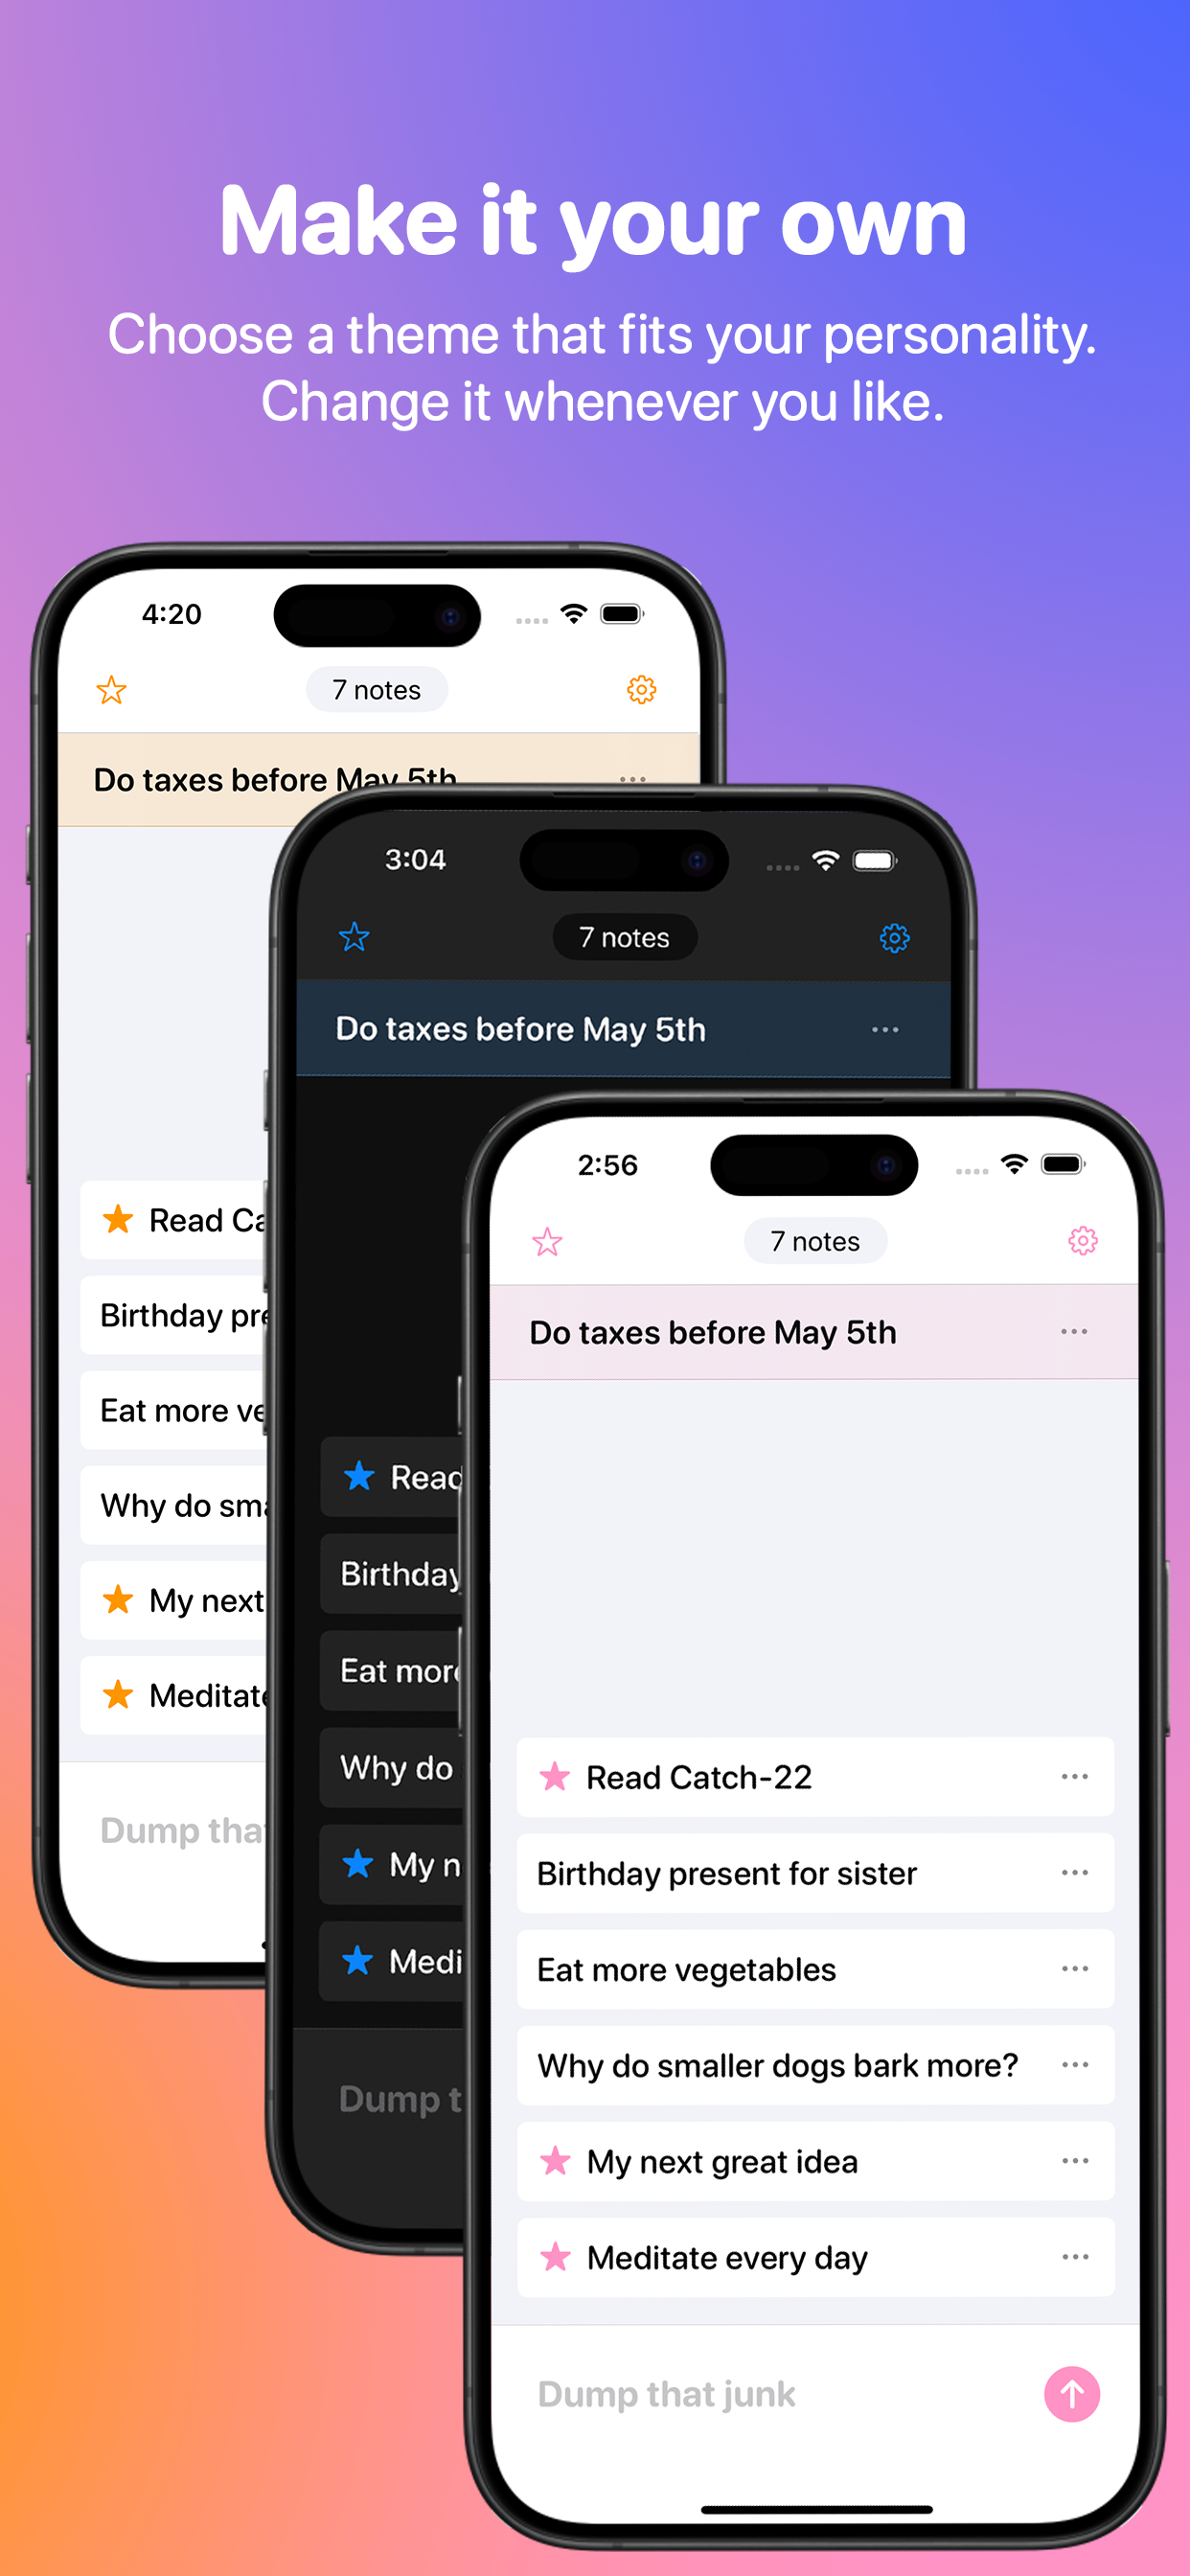 Make it your own
Choose a theme that fits your personality.
Change it whenever you like.
4:20
7 notes
Do taxes before May 5th
Read Ca
Birthday pre
Eat more ve
Why do sma
My next
Meditate
Dump that
3:04
7 notes
Do taxes before May 5th
Read
Birthday
Eat more
Why do
My n
Medi
Dump t
2:56
7 notes
Do taxes before May 5th
Read Catch-22
Birthday present for sister
Eat more vegetables
Why do smaller dogs bark more?
My next great idea
Meditate every day
Dump that junk